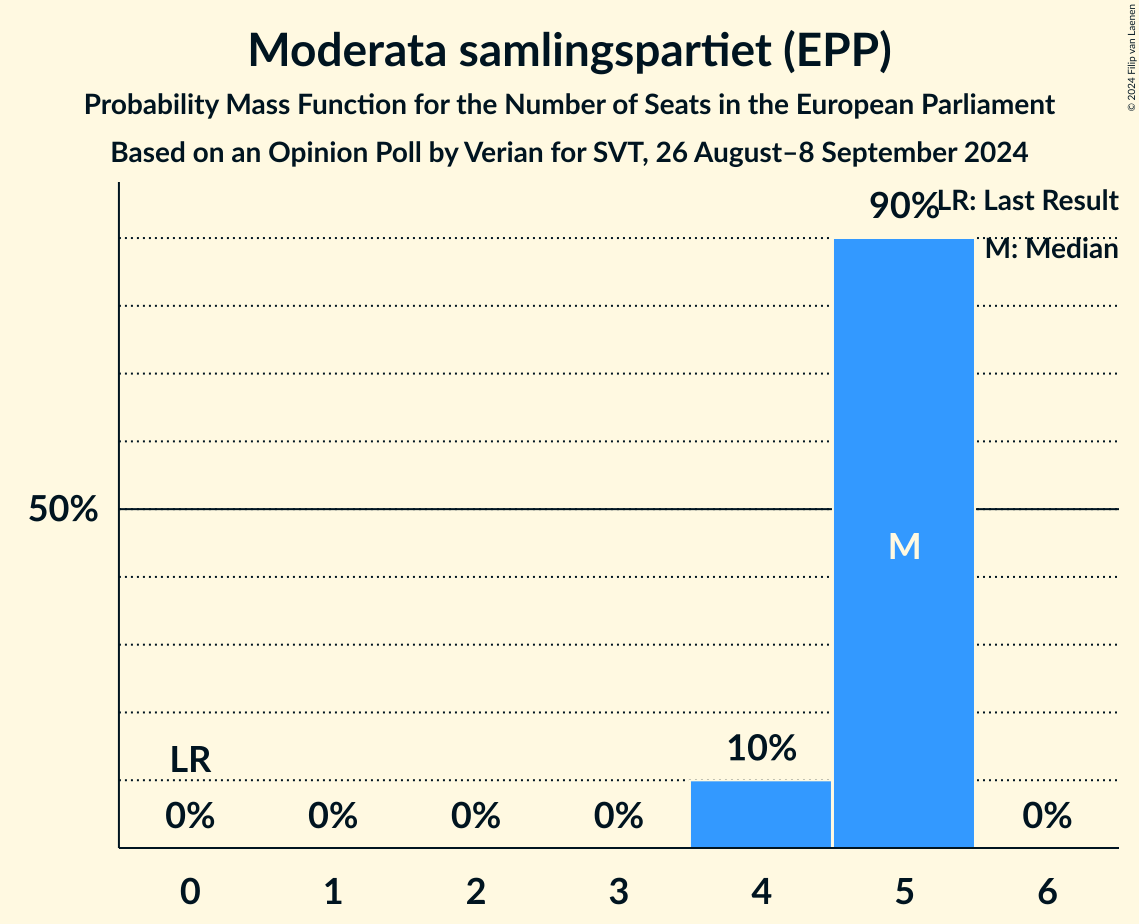 Moderata samlingspartiet (EPP)
Probability Mass Function for the Number of Seats in the European Parliament
Based on an Opinion Poll by Verian for SVT, 26 August–8 September 2024
© 2024 Filip van Laenen
90%
LR: Last Result
M: Median
50%
M
LR
10%
0% 0% 0% 0% 0%
0 1 2 3 4 5 6